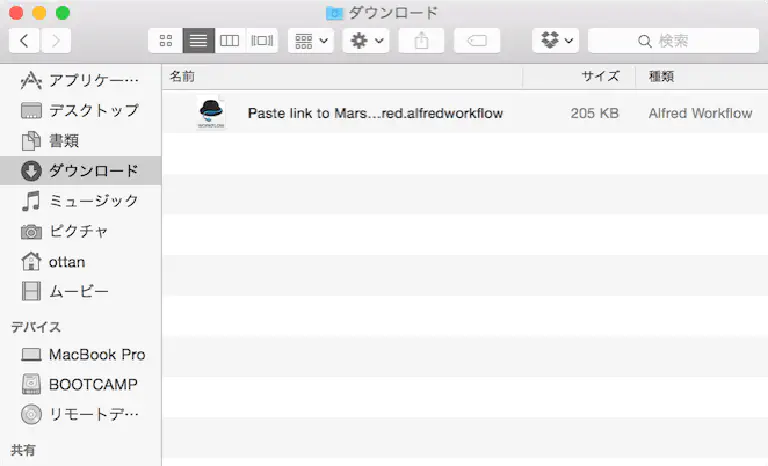 ダウンロード
検索
アプリケー…
デスクトップ
書類
ダウンロード
ミュージック
ピクチャ
ottan
ムービー
デバイス
MacBook Pro
BOOTCAMP
リモートデ…
共有
名前 サイズ 種類
Paste link to Mars...red.alfredworkflow 205 KB Alfred Workflow